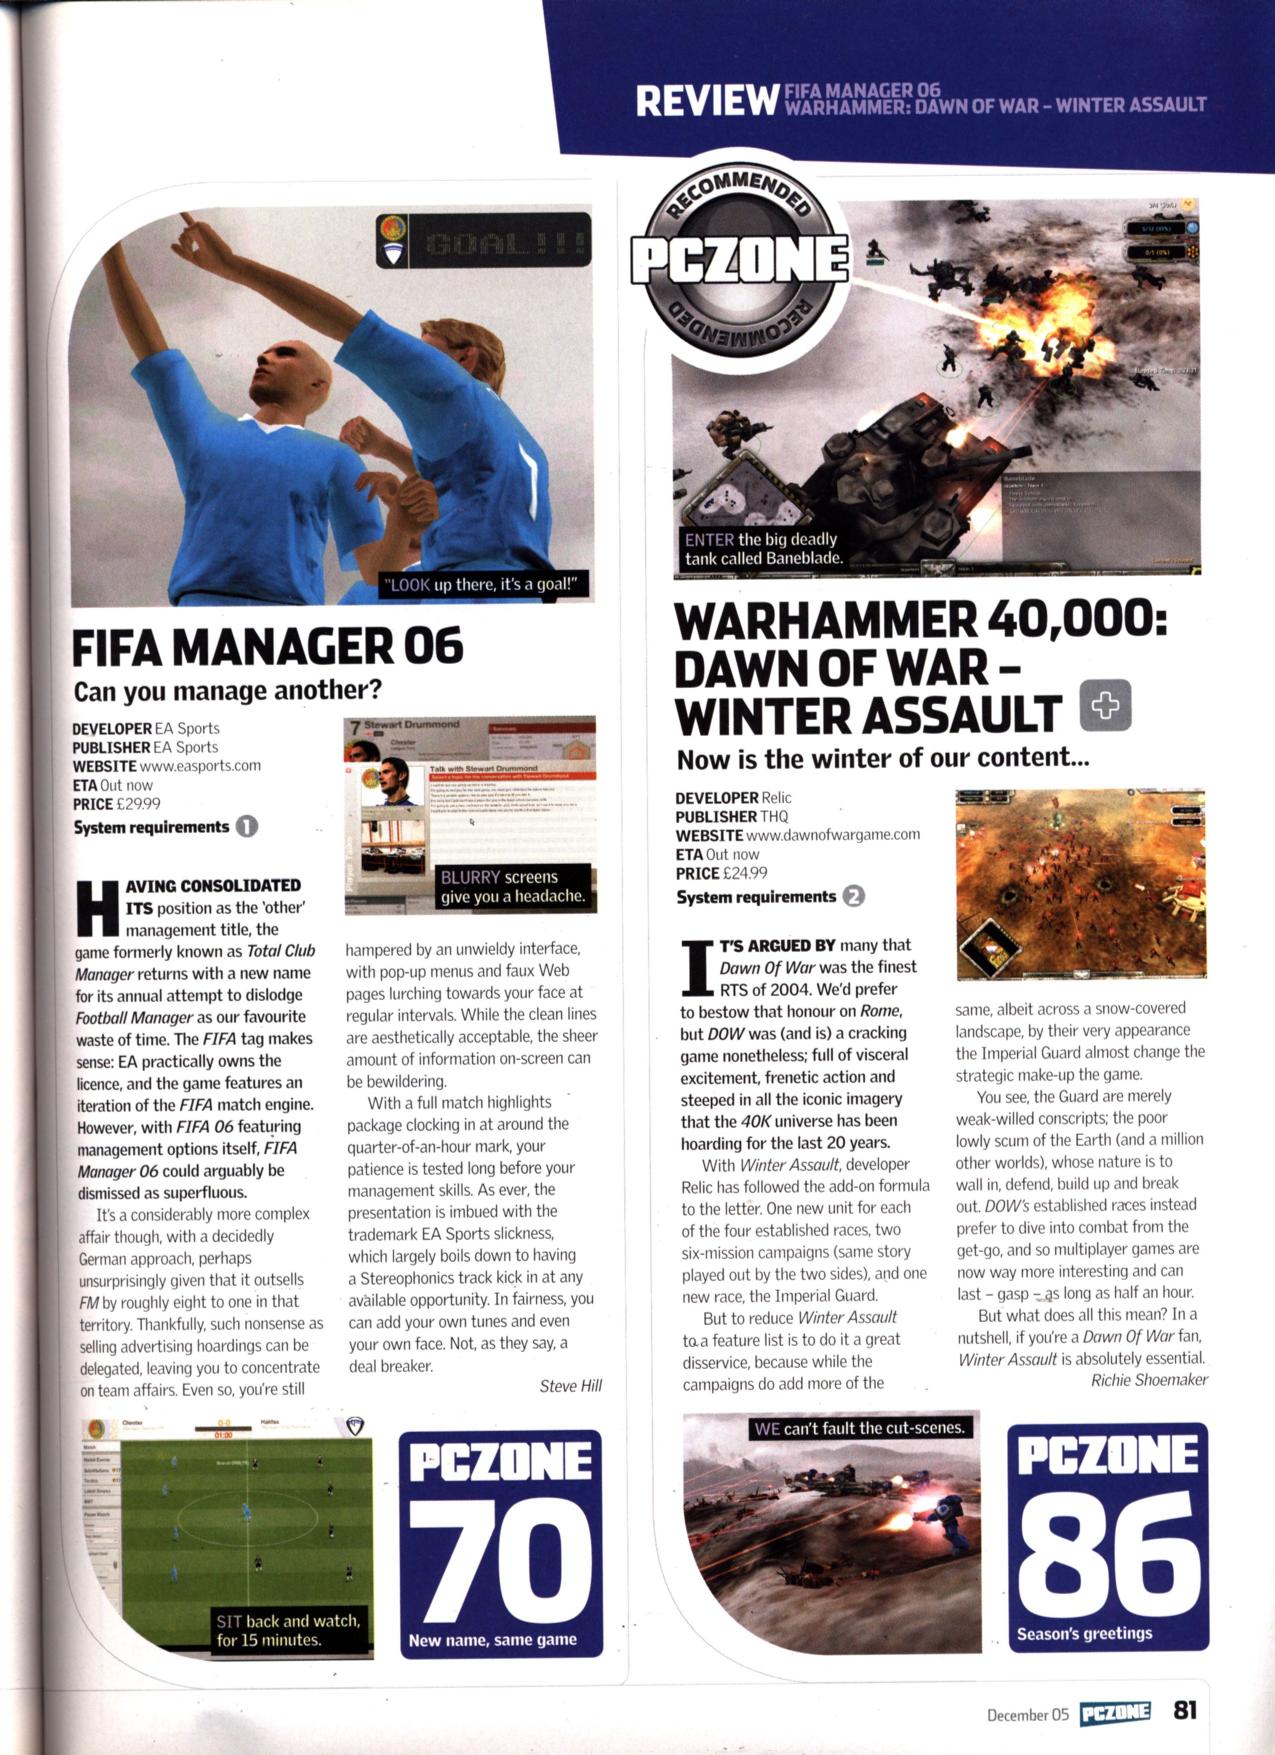 REVIEW FIFA MANAGER 06
WARHAMMER: DAWN OF WAR – WINTER ASSAULT
GOAL!!!
"LOOK up there, it's a goal!"
FIFA MANAGER 06
Can you manage another?
DEVELOPER EA Sports
PUBLISHER EA Sports
WEBSITE www.easports.com
ETA Out now
PRICE £29.99
System requirements 1
7 Stewart Drummond
Chester
Talk with Stewart Drummond
BLURRY screens
give you a headache.
HAVING CONSOLIDATED
ITS position as the 'other'
management title, the
game formerly known as Total Club
Manager returns with a new name
for its annual attempt to dislodge
Football Manager as our favourite
waste of time. The FIFA tag makes
sense: EA practically owns the
licence, and the game features an
iteration of the FIFA match engine.
However, with FIFA 06 featuring
management options itself, FIFA
Manager 06 could arguably be
dismissed as superfluous.
It's a considerably more complex
affair though, with a decidedly
German approach, perhaps
unsurprisingly given that it outsells
FM by roughly eight to one in that
territory. Thankfully, such nonsense as
selling advertising hoardings can be
delegated, leaving you to concentrate
on team affairs. Even so, you're still
hampered by an unwieldy interface,
with pop-up menus and faux Web
pages lurching towards your face at
regular intervals. While the clean lines
are aesthetically acceptable, the sheer
amount of information on-screen can
be bewildering.
With a full match highlights
package clocking in at around the
quarter-of-an-hour mark, your
patience is tested long before your
management skills. As ever, the
presentation is imbued with the
trademark EA Sports slickness,
which largely boils down to having
a Stereophonics track kick in at any
available opportunity. In fairness, you
can add your own tunes and even
your own face. Not, as they say, a
deal breaker.
Steve Hill
Chester
0-0
Halifax
01:00
SIT back and watch,
for 15 minutes.
PCZONE
70
New name, same game
RECOMMENDED
PCZONE
RECOMMENDED
Baneblade
ENTER the big deadly
tank called Baneblade.
WARHAMMER 40,000:
DAWN OF WAR –
WINTER ASSAULT
Now is the winter of our content...
DEVELOPER Relic
PUBLISHER THQ
WEBSITE www.dawnofwargame.com
ETA Out now
PRICE £24.99
System requirements 2
IT'S ARGUED BY many that
Dawn Of War was the finest
RTS of 2004. We'd prefer
to bestow that honour on Rome,
but DOW was (and is) a cracking
game nonetheless; full of visceral
excitement, frenetic action and
steeped in all the iconic imagery
that the 40K universe has been
hoarding for the last 20 years.
With Winter Assault, developer
Relic has followed the add-on formula
to the letter. One new unit for each
of the four established races, two
six-mission campaigns (same story
played out by the two sides), and one
new race, the Imperial Guard.
But to reduce Winter Assault
to a feature list is to do it a great
disservice, because while the
campaigns do add more of the
same, albeit across a snow-covered
landscape, by their very appearance
the Imperial Guard almost change the
strategic make-up the game.
You see, the Guard are merely
weak-willed conscripts; the poor
lowly scum of the Earth (and a million
other worlds), whose nature is to
wall in, defend, build up and break
out. DOW's established races instead
prefer to dive into combat from the
get-go, and so multiplayer games are
now way more interesting and can
last – gasp – as long as half an hour.
But what does all this mean? In a
nutshell, if you're a Dawn Of War fan,
Winter Assault is absolutely essential.
Richie Shoemaker
WE can't fault the cut-scenes.
PCZONE
86
Season's greetings
December 05 PCZONE 81